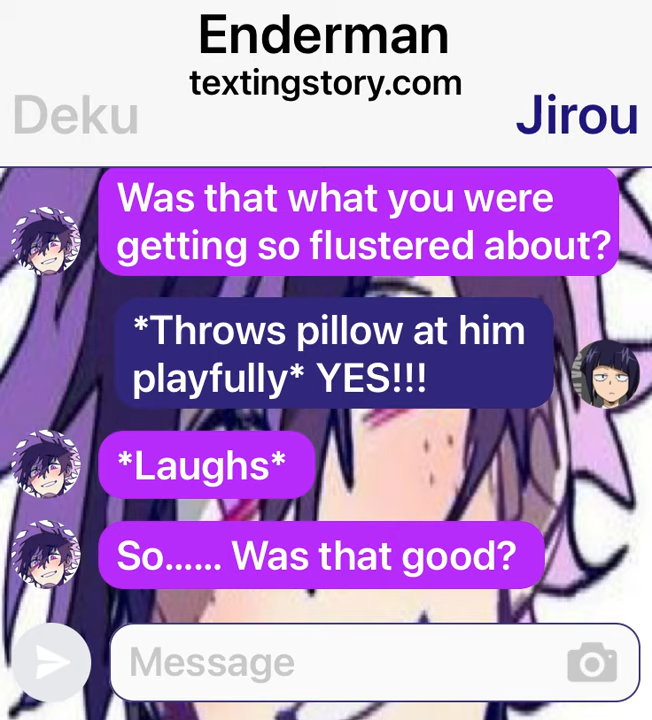 Enderman
textingstory.com
Deku
Jirou
Was that what you were
getting so flustered about?
*Throws pillow at him
playfully* YES!!!
*Laughs*
So...... Was that good?
Message